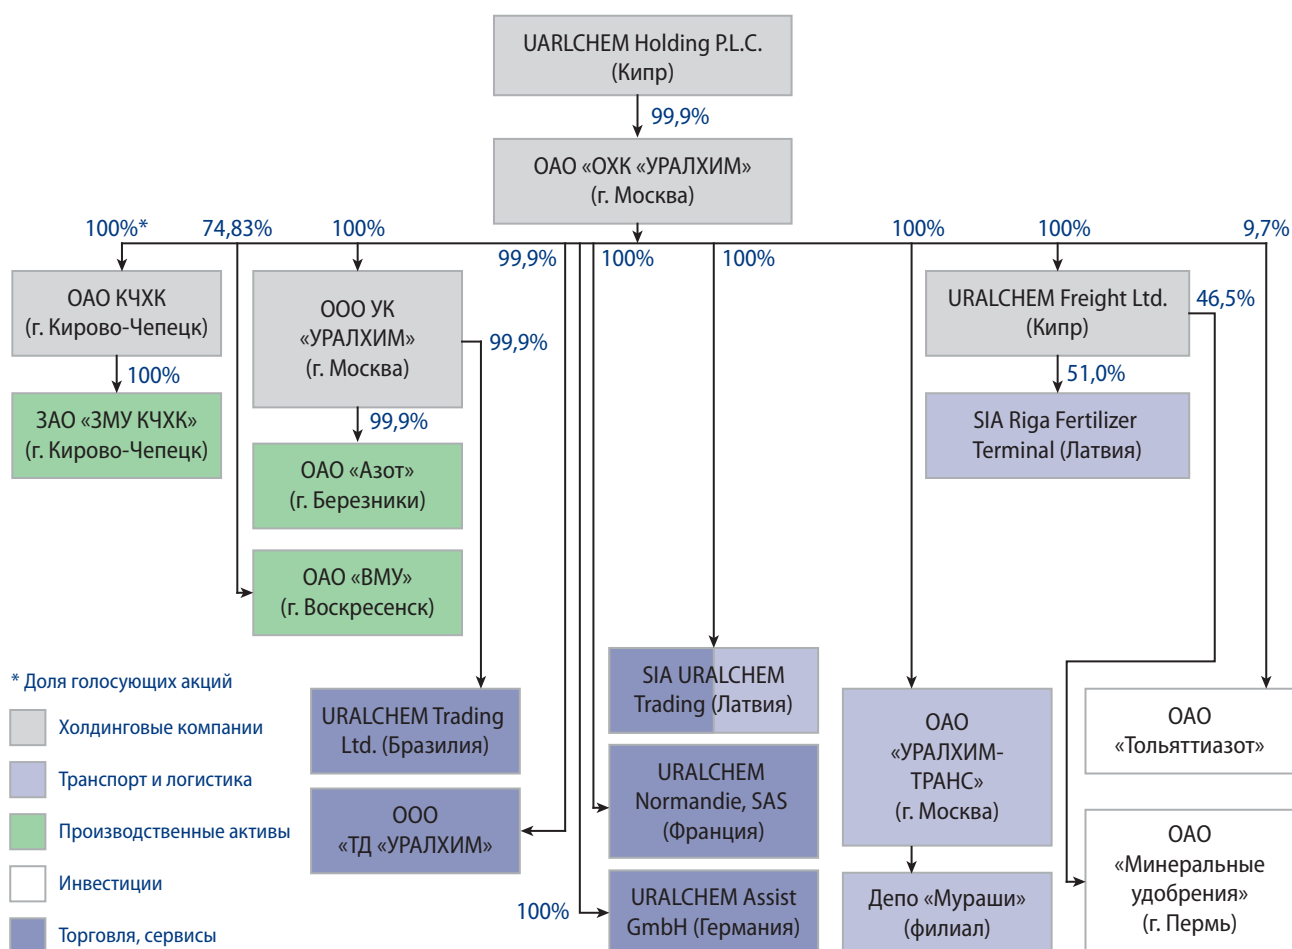 UARLCHEM Holding P.L.C.
(Кипр)
99,9%
ОАО «ОХК «УРАЛХИМ»
(г. Москва)
100%*
74,83%
100%
99,9%
100%
100%
100%
100%
9,7%
ОАО КЧХК
(г. Кирово-Чепецк)
100%
ЗАО «ЗМУ КЧХК»
(г. Кирово-Чепецк)
ООО УК
«УРАЛХИМ»
(г. Москва)
99,9%
99,9%
ОАО «Азот»
(г. Березники)
ОАО «ВМУ»
(г. Воскресенск)
URALCHEM Freight Ltd.
(Кипр)
46,5%
51,0%
SIA Riga Fertilizer
Terminal (Латвия)
URALCHEM Trading
Ltd. (Бразилия)
ООО
«ТД «УРАЛХИМ»
100%
SIA URALCHEM
Trading (Латвия)
URALCHEM
Normandie, SAS
(Франция)
URALCHEM Assist
GmbH (Германия)
ОАО
«УРАЛХИМ-
ТРАНС»
(г. Москва)
Депо «Мураши»
(филиал)
ОАО
«Тольяттиазот»
ОАО
«Минеральные
удобрения»
(г. Пермь)
* Доля голосующих акций
Холдинговые компании
Транспорт и логистика
Производственные активы
Инвестиции
Торговля, сервисы